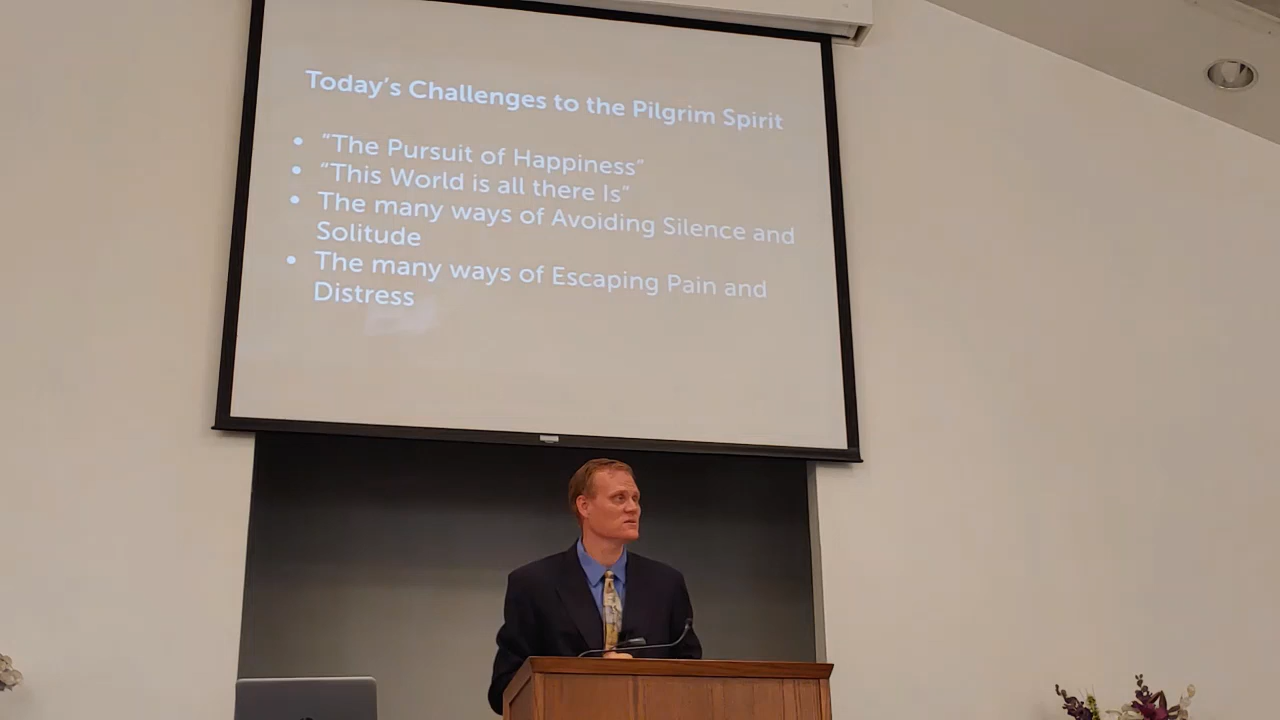 Today's Challenges to the Pilgrim Spirit
• "The Pursuit of Happiness"
• "This World is all there Is"
• The many ways of Avoiding Silence and
Solitude
• The many ways of Escaping Pain and
Distress